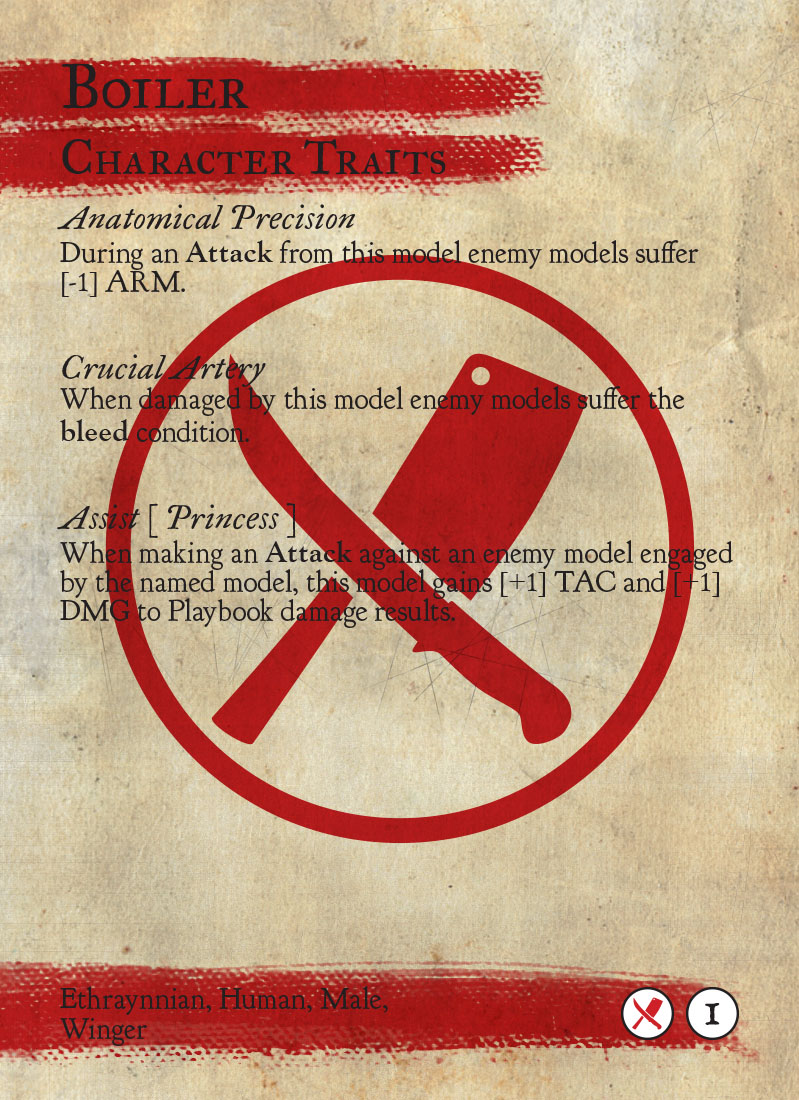 Boiler
Character Traits
Anatomical Precision
During an Attack from this model enemy models suffer
[-1] ARM.
Crucial Artery
When damaged by this model enemy models suffer the
bleed condition.
Assist [ Princess ]
When making an Attack against an enemy model engaged
by the named model, this model gains [+1] TAC and [+1]
DMG to Playbook damage results.
Ethraynnian, Human, Male,
Winger
I